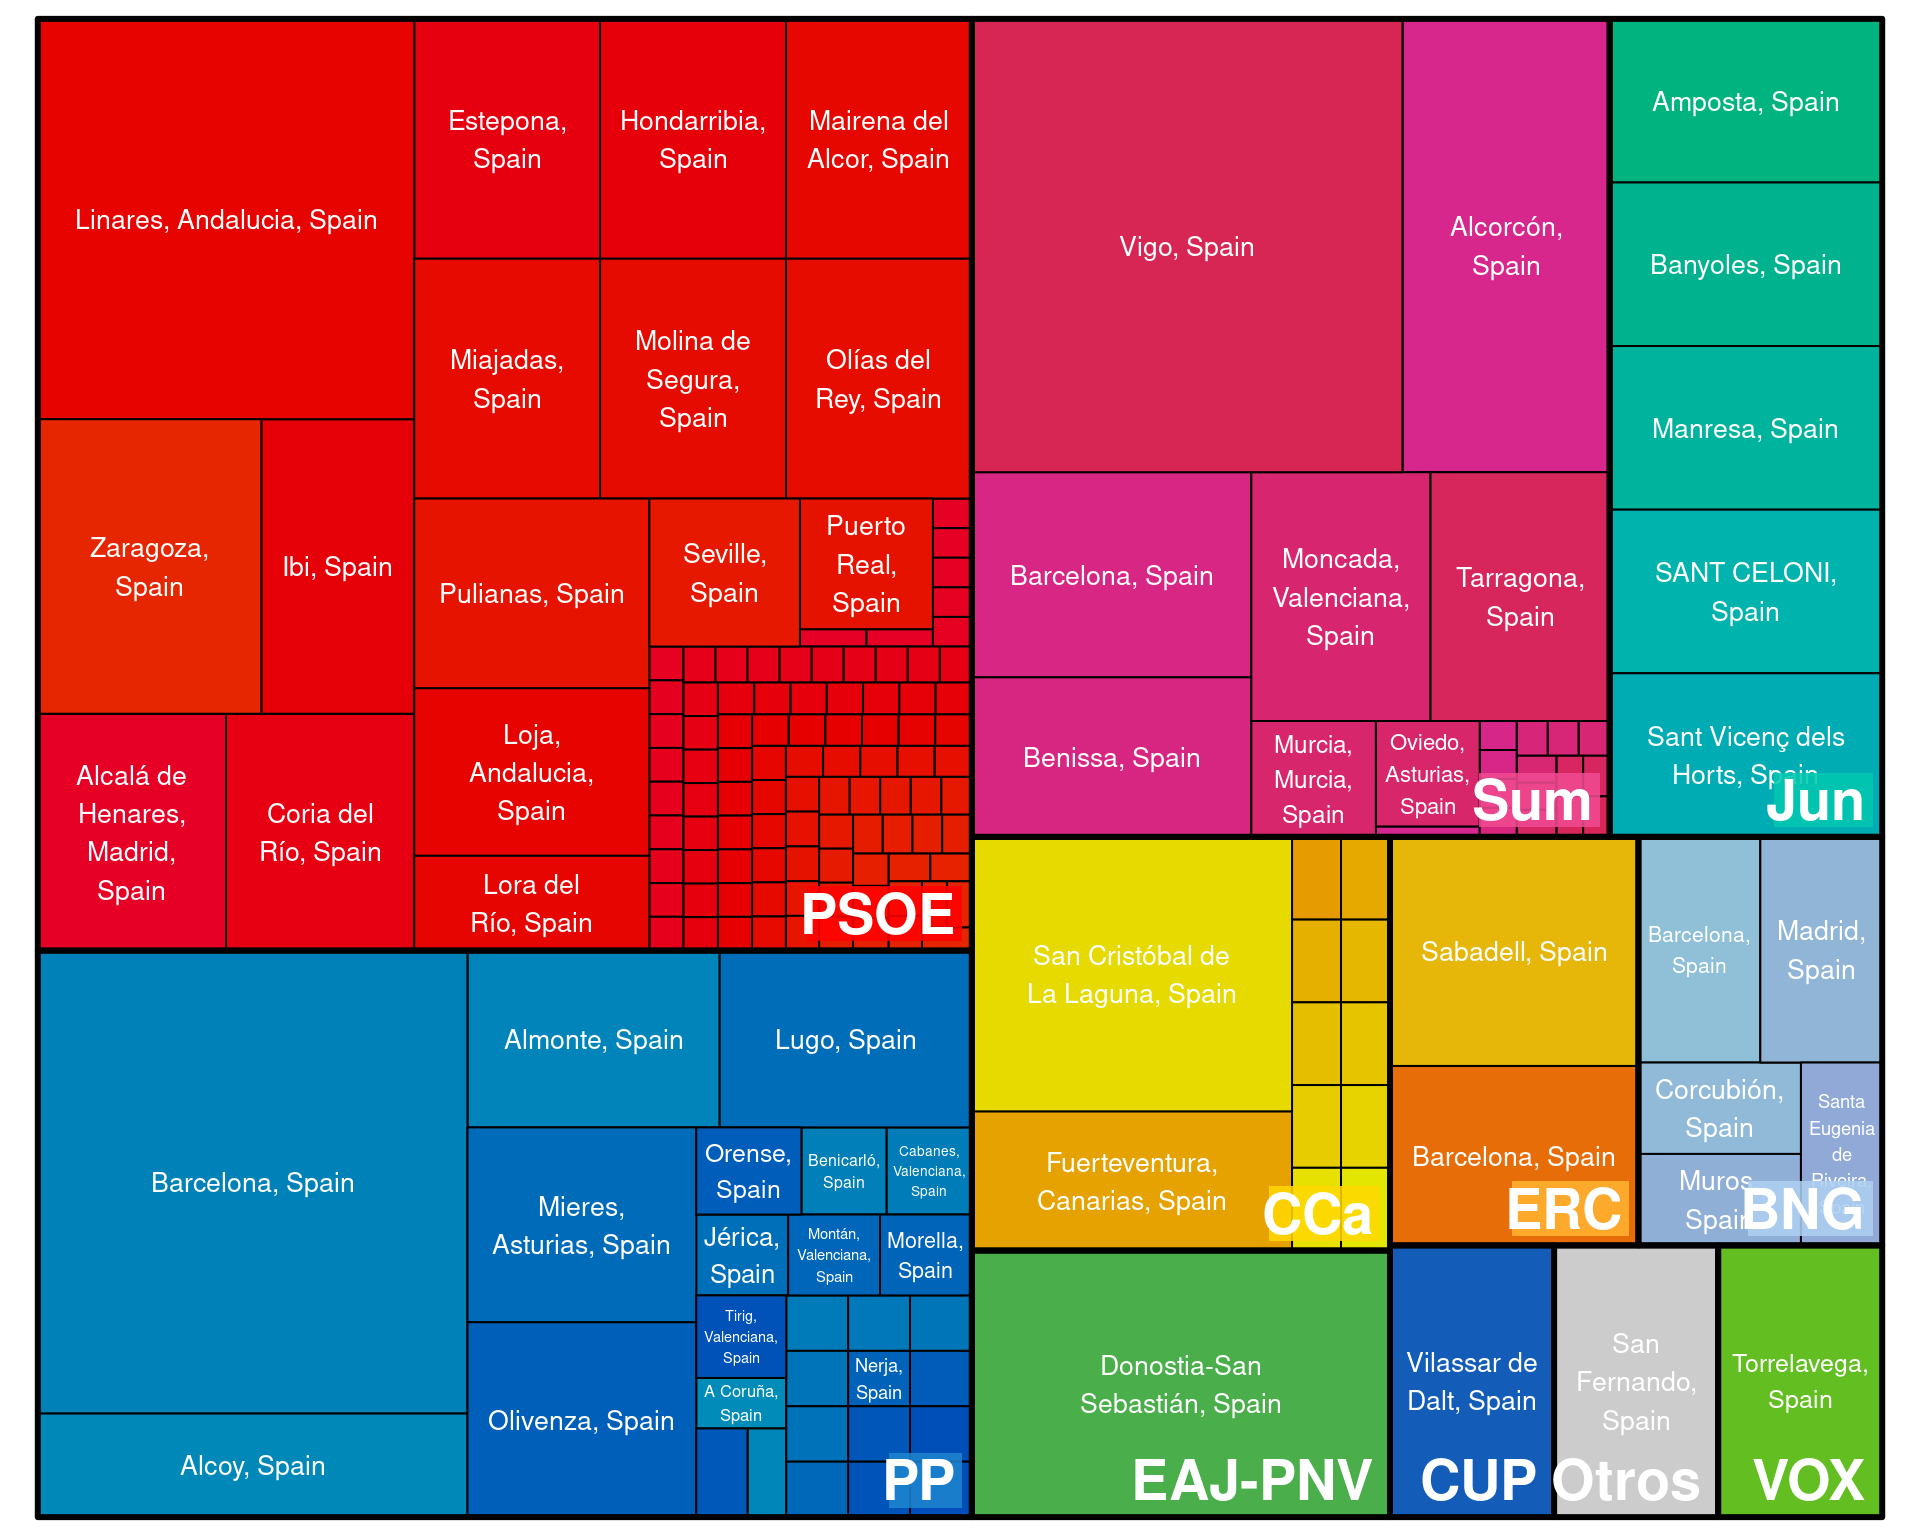 Linares, Andalucia, Spain
Estepona,
Spain
Hondarribia,
Spain
Mairena del
Alcor, Spain
Miajadas,
Spain
Molina de
Segura,
Spain
Olías del
Rey, Spain
Zaragoza,
Spain
Ibi, Spain
Pulianas, Spain
Seville,
Spain
Puerto
Real,
Spain
Alcalá de
Henares,
Madrid,
Spain
Coria del
Río, Spain
Loja,
Andalucia,
Spain
Lora del
Río, Spain
PSOE
Vigo, Spain
Alcorcón,
Spain
Barcelona, Spain
Moncada,
Valenciana,
Spain
Tarragona,
Spain
Benissa, Spain
Murcia,
Murcia,
Spain
Oviedo,
Asturias,
Spain
Sum
Amposta, Spain
Banyoles, Spain
Manresa, Spain
SANT CELONI,
Spain
Sant Vicenç dels
Horts, Spain
Jun
Barcelona, Spain
Alcoy, Spain
Almonte, Spain
Lugo, Spain
Mieres,
Asturias, Spain
Olivenza, Spain
Orense,
Spain
Benicarló,
Spain
Cabanes,
Valenciana,
Spain
Jérica,
Spain
Montán,
Valenciana,
Spain
Morella,
Spain
Tirig,
Valenciana,
Spain
A Coruña,
Spain
Nerja,
Spain
PP
San Cristóbal de
La Laguna, Spain
Fuerteventura,
Canarias, Spain
CCa
Sabadell, Spain
Barcelona, Spain
ERC
Barcelona,
Spain
Madrid,
Spain
Corcubión,
Spain
Muros,
Spain
Santa
Eugenia
de
Riveira,
BNG
Donostia-San
Sebastián, Spain
EAJ-PNV
Vilassar de
Dalt, Spain
CUP
San
Fernando,
Spain
Otros
Torrelavega,
Spain
VOX